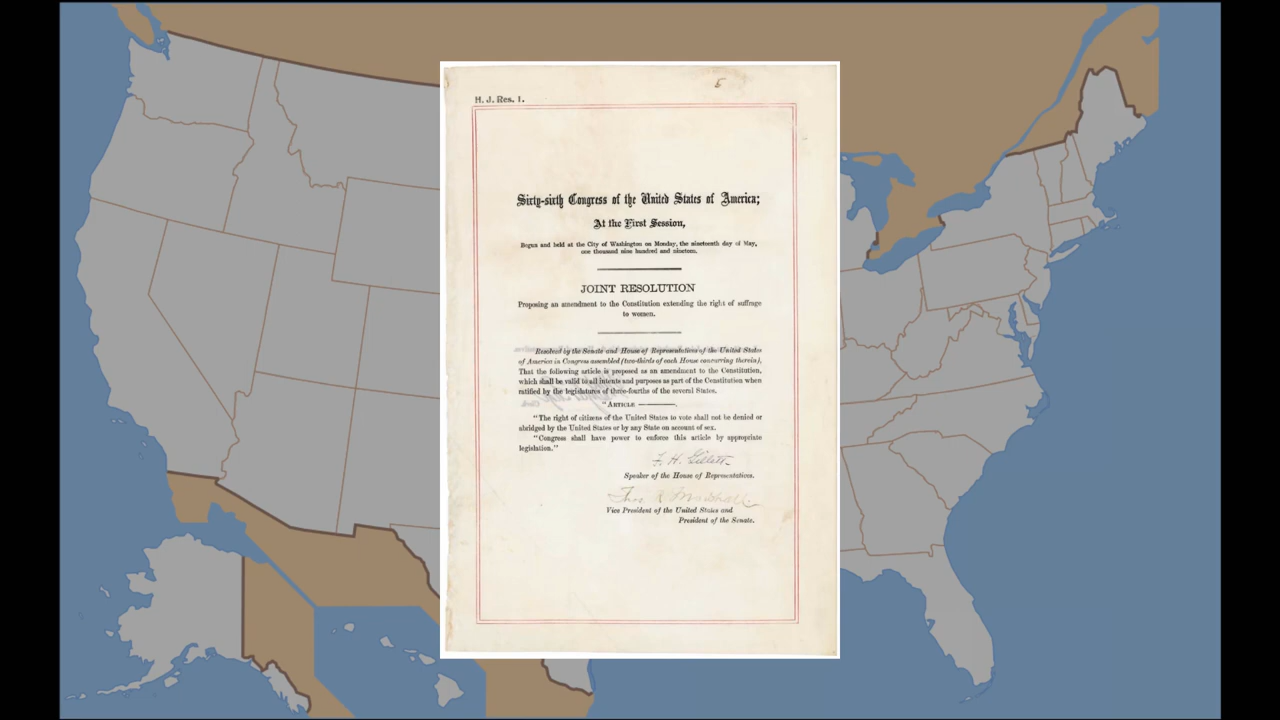 5
H. J. Res. 1.
Sixty-sixth Congress of the United States of America;
At the First Session,
Begun and held at the City of Washington on Monday, the nineteenth day of May,
one thousand nine hundred and nineteen.
JOINT RESOLUTION
Proposing an amendment to the Constitution extending the right of suffrage
to women.
Resolved by the Senate and House of Representatives of the United States
of America in Congress assembled (two-thirds of each House concurring therein),
That the following article is proposed as an amendment to the Constitution,
which shall be valid to all intents and purposes as part of the Constitution when
ratified by the legislatures of three-fourths of the several States.
"ARTICLE ————.
"The right of citizens of the United States to vote shall not be denied or
abridged by the United States or by any State on account of sex.
"Congress shall have power to enforce this article by appropriate
legislation."
F. H. Gillett
Speaker of the House of Representatives.
Thos R Marshall
Vice President of the United States and
President of the Senate.